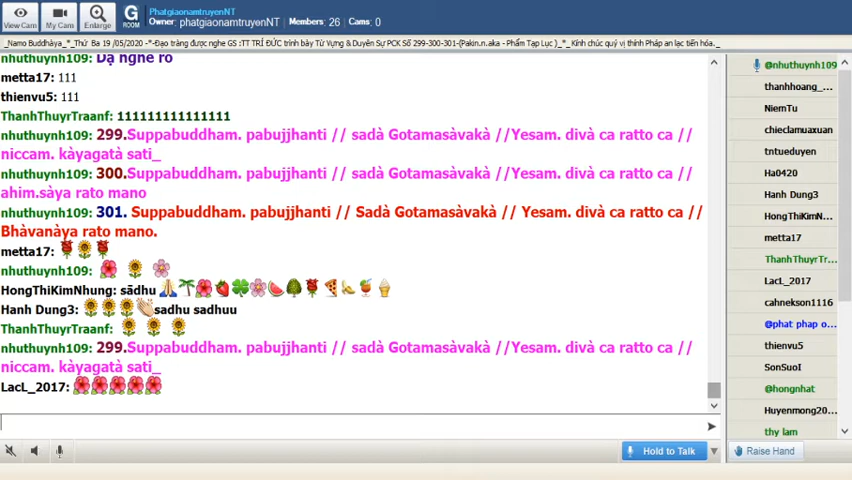 View Cam
My Cam
Enlarge
G
ROOM
PhatgiaonamtruyenNT
Owner: phatgiaonamtruyenNT
Members: 26
Cams: 0
_Namo Buddhàya_*_Thứ Ba 19 /05/2020 -*-Đạo tràng được nghe GS :TT TRÍ ĐỨC trình bày Từ Vựng & Duyên Sự PCK Số 299-300-301-(Pakin.n.aka - Phẩm Tạp Lục )_*_Kính chúc quý vị thính Pháp an lạc tiến hóa._
nhuthuynh109: Dạ nghe rõ
metta17: 111
thienvu5: 111
ThanhThuyrTraanf: 111111111111111
nhuthuynh109: 299.Suppabuddham. pabujjhanti // sadà Gotamasàvakà //Yesam. divà ca ratto ca //
niccam. kàyagatà sati_
nhuthuynh109: 300.Suppabuddham. pabujjhanti // sadà Gotamasàvakà //Yesam. divà ca ratto ca //
ahim.sàya rato mano
nhuthuynh109: 301. Suppabuddham. pabujjhanti // Sadà Gotamasàvakà // Yesam. divà ca ratto ca //
Bhàvanàya rato mano.
metta17:
nhuthuynh109:
HongThiKimNhung: sādhu
Hanh Dung3: sadhu sadhuu
ThanhThuyrTraanf:
nhuthuynh109: 299.Suppabuddham. pabujjhanti // sadà Gotamasàvakà //Yesam. divà ca ratto ca //
niccam. kàyagatà sati_
LacL_2017:
Hold to Talk
@nhuthuynh109
thanhhoang_...
NiemTu
chieclamuaxuan
tntueduyen
Ha0420
Hanh Dung3
HongThiKimN...
metta17
ThanhThuyrTr...
LacL_2017
cahnekson1116
@phat phap o...
thienvu5
SonSuoI
@hongnhat
Huyenmong20...
thy lam
Raise Hand